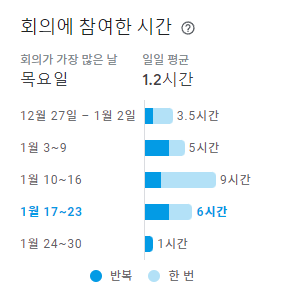 회의에 참여한 시간
회의가 가장 많은 날 일일 평균
목요일 1.2시간
12월 27일 – 1월 2일 3.5시간
1월 3~9 5시간
1월 10~16 9시간
1월 17~23 6시간
1월 24~30 1시간
반복 한 번